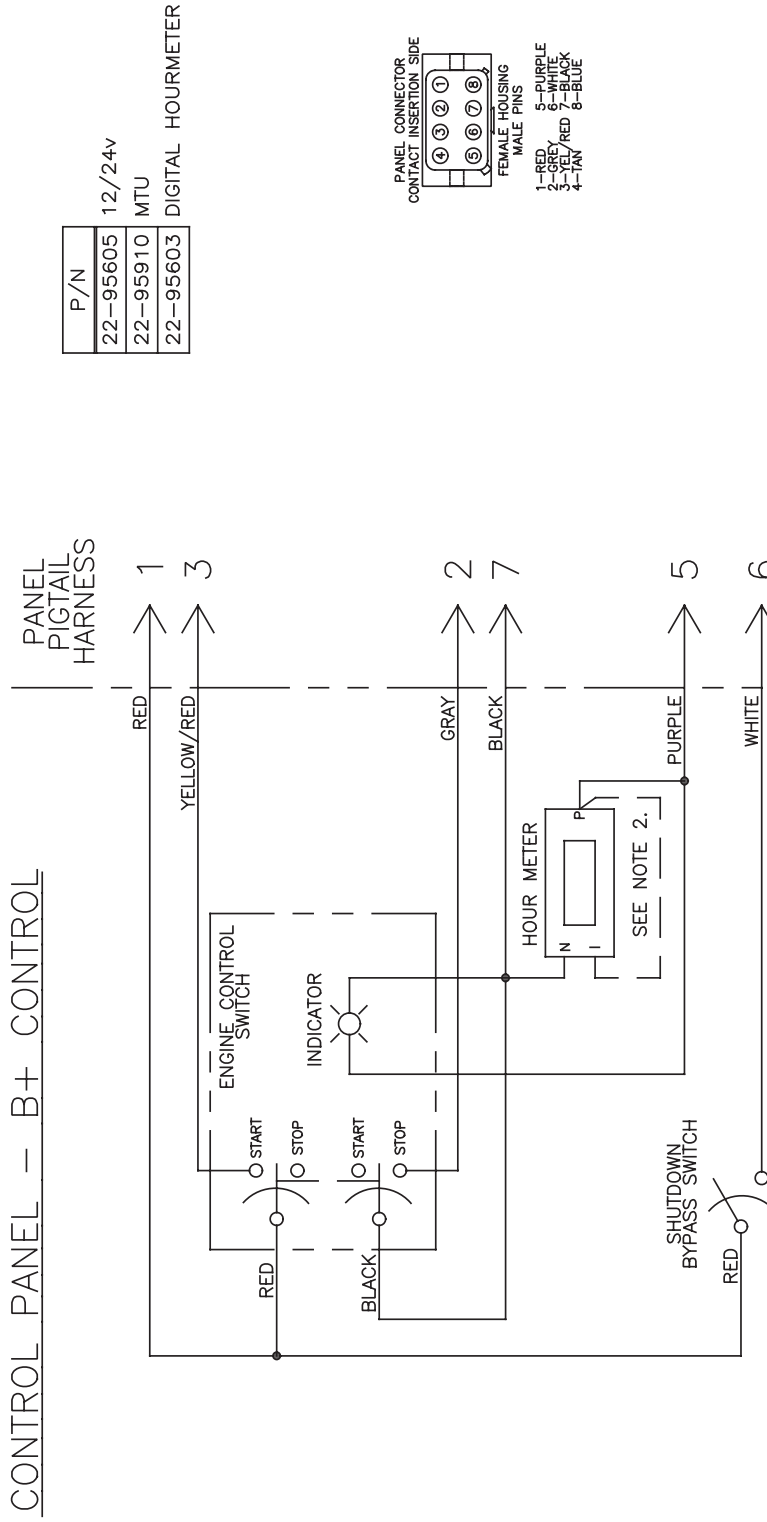 CONTROL PANEL - B+ CONTROL
PANEL
PIGTAIL
HARNESS
P/N
22-95605 12/24v
22-95910 MTU
22-95603 DIGITAL HOURMETER
RED
1
YELLOW/RED
3
ENGINE CONTROL
SWITCH
START
STOP
RED
INDICATOR
START
STOP
BLACK
GRAY
2
BLACK
7
HOUR METER
N
I
P
SEE NOTE 2.
PURPLE
5
SHUTDOWN
BYPASS SWITCH
RED
WHITE
6
PANEL CONNECTOR
CONTACT INSERTION SIDE
4 3 2 1
5 6 7 8
FEMALE HOUSING
MALE PINS
1-RED 5-PURPLE
2-GREY 6-WHITE
3-YEL/RED 7-BLACK
4-TAN 8-BLUE